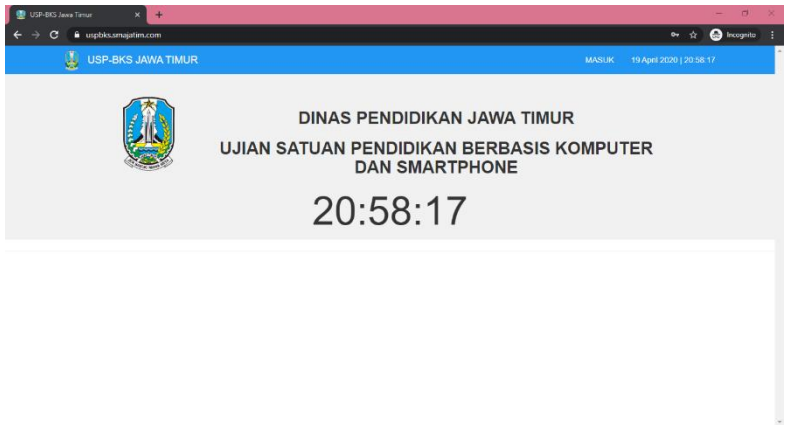 USP-BKS Jawa Timur
uspbks.smajatim.com
Incognito
USP-BKS JAWA TIMUR
MASUK
19 April 2020 | 20:58:17
DINAS PENDIDIKAN JAWA TIMUR
UJIAN SATUAN PENDIDIKAN BERBASIS KOMPUTER
DAN SMARTPHONE
20:58:17